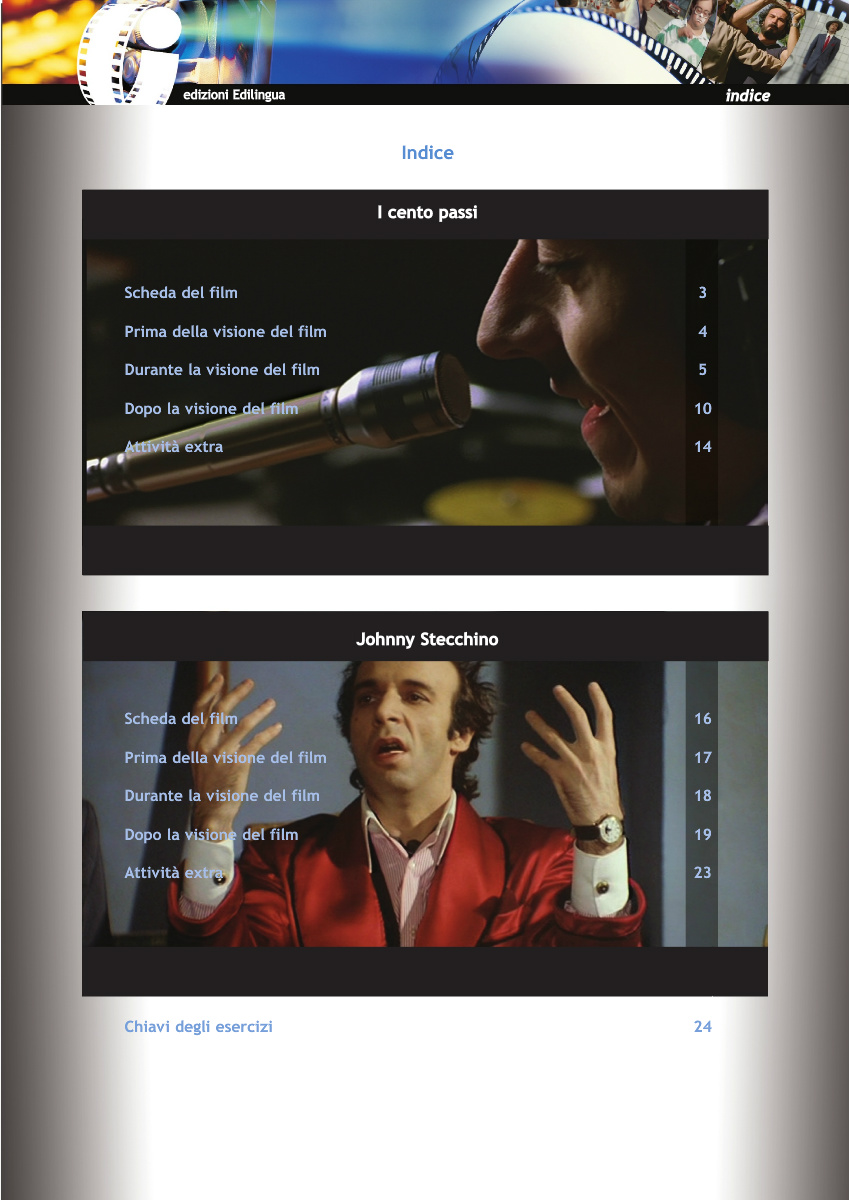 edizioni Edilingua
indice
Indice
I cento passi
Scheda del film 3
Prima della visione del film 4
Durante la visione del film 5
Dopo la visione del film 10
Attività extra 14
Johnny Stecchino
Scheda del film 16
Prima della visione del film 17
Durante la visione del film 18
Dopo la visione del film 19
Attività extra 23
Chiavi degli esercizi 24